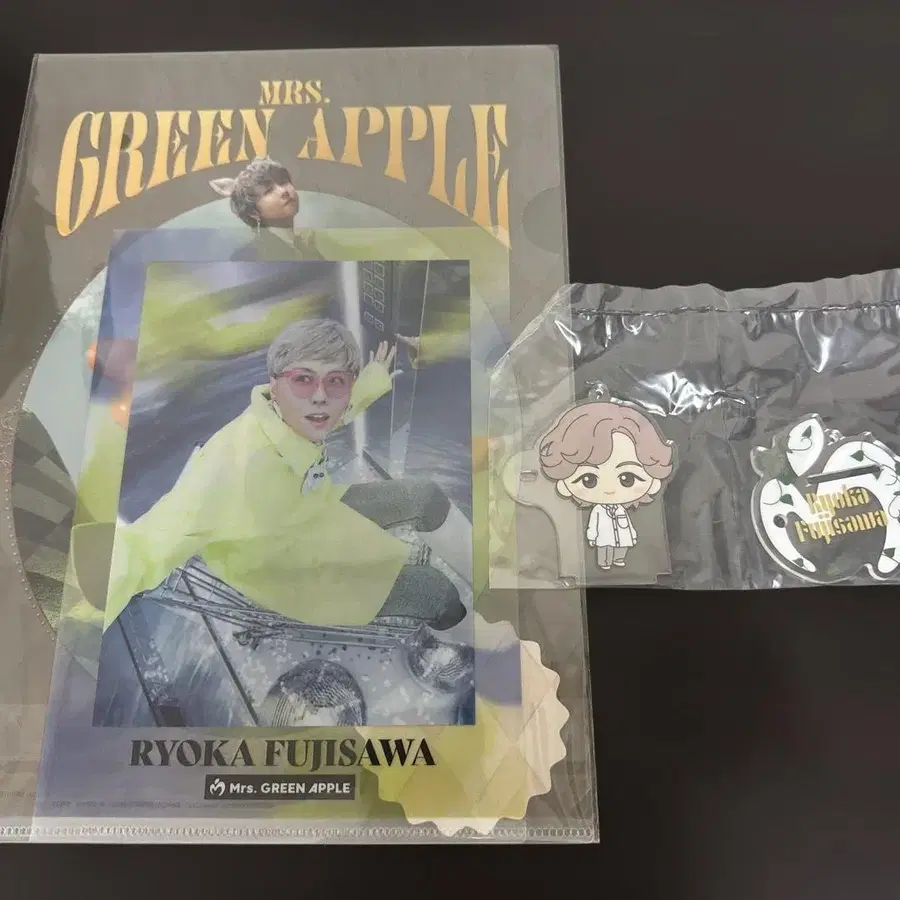 MRS.
GREEN APPLE
Ryoka
Fujisawa
RYOKA FUJISAWA
Mrs. GREEN APPLE